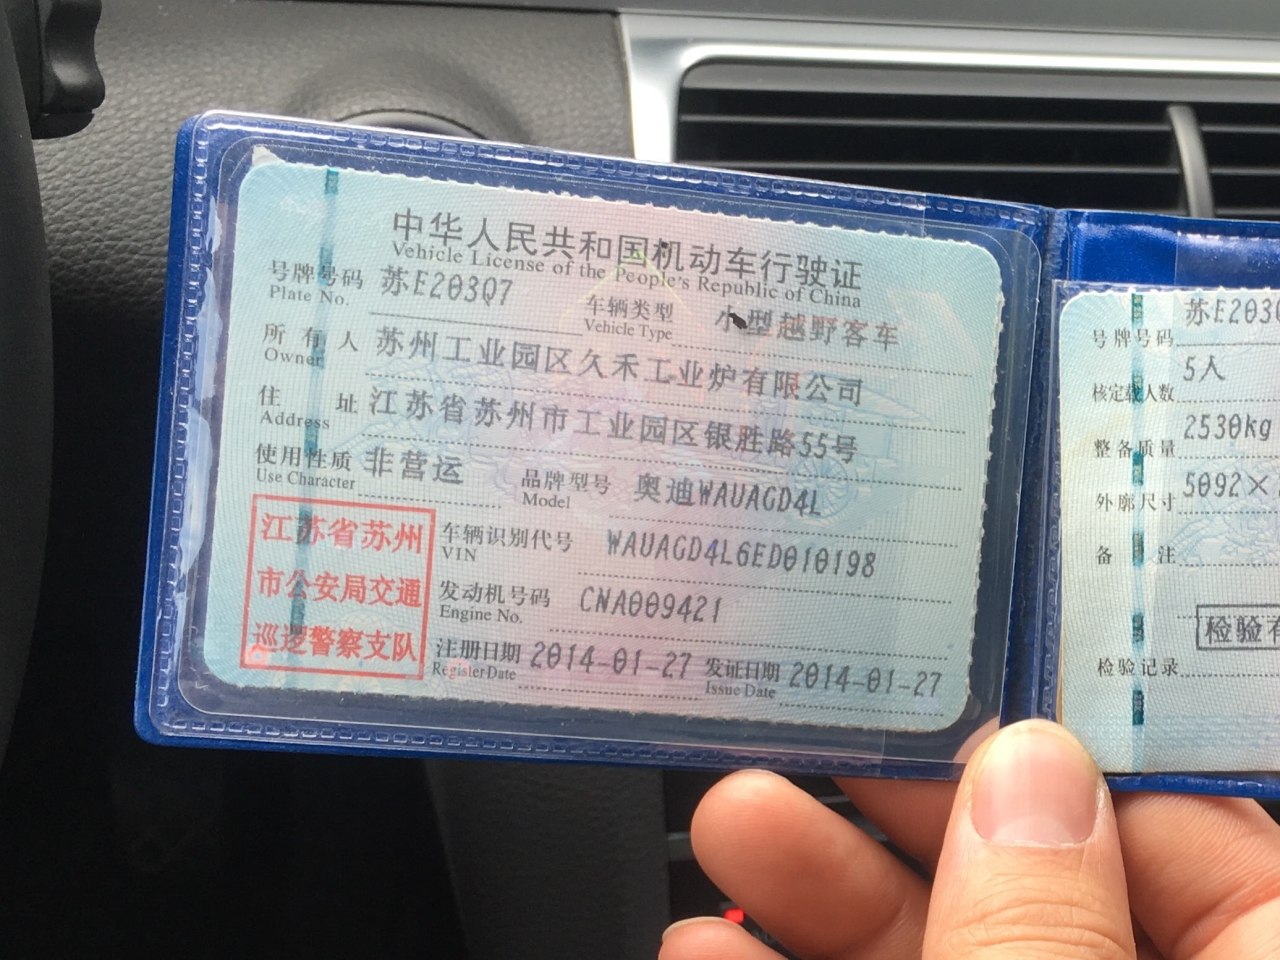 中华人民共和国机动车行驶证
Vehicle License of the People's Republic of China
号牌号码 苏E203Q7 车辆类型 小型越野客车
Plate No. Vehicle Type
所有人 苏州工业园区久禾工业炉有限公司
Owner
住址 江苏省苏州市工业园区银胜路55号
Address
使用性质 非营运 品牌型号 奥迪WAUAGD4L
Use Character Model
江苏省苏州
市公安局交通
巡逻警察支队
车辆识别代号 WAUAGD4L6ED010198
VIN
发动机号码 CNA009421
Engine No.
注册日期 2014-01-27 发证日期 2014-01-27
Register Date Issue Date
号牌号码 苏E203
核定载人数 5人
整备质量 2530kg
外廓尺寸 5092×
备注
检验
检验记录